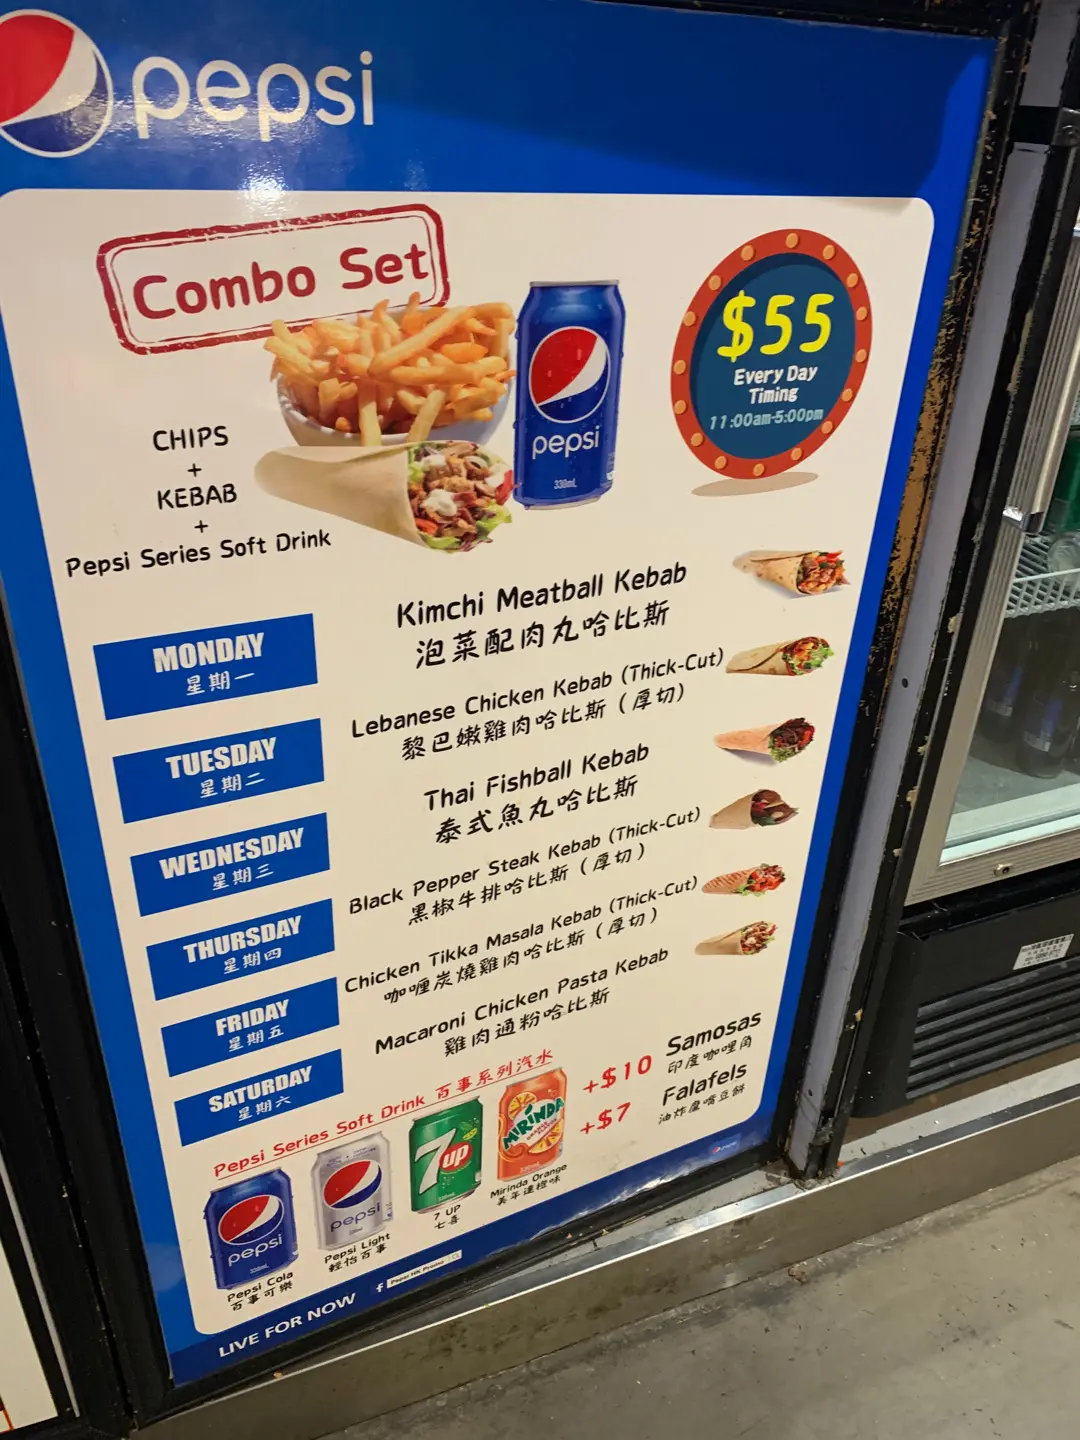 pepsi
Combo Set
CHIPS
+
KEBAB
+
Pepsi Series Soft Drink
pepsi
330mL
$55
Every Day
Timing
11:00am-5:00pm
MONDAY
星期一
Kimchi Meatball Kebab
泡菜配肉丸哈比斯
TUESDAY
星期二
Lebanese Chicken Kebab (Thick-Cut)
黎巴嫩雞肉哈比斯（厚切）
WEDNESDAY
星期三
Thai Fishball Kebab
泰式魚丸哈比斯
THURSDAY
星期四
Black Pepper Steak Kebab (Thick-Cut)
黑椒牛排哈比斯（厚切）
FRIDAY
星期五
Chicken Tikka Masala Kebab (Thick-Cut)
咖喱炭燒雞肉哈比斯（厚切）
SATURDAY
星期六
Macaroni Chicken Pasta Kebab
雞肉通粉哈比斯
Pepsi Series Soft Drink 百事系列汽水
+$10 Samosas
印度咖哩角
+$7 Falafels
油炸鷹嘴豆餅
pepsi
Pepsi Cola
百事可樂
pepsi
Pepsi Light
輕怡百事
7up
7 UP
七喜
MIRINDA
Mirinda Orange
美年達橙味
LIVE FOR NOW
f Pepsi HK Promo